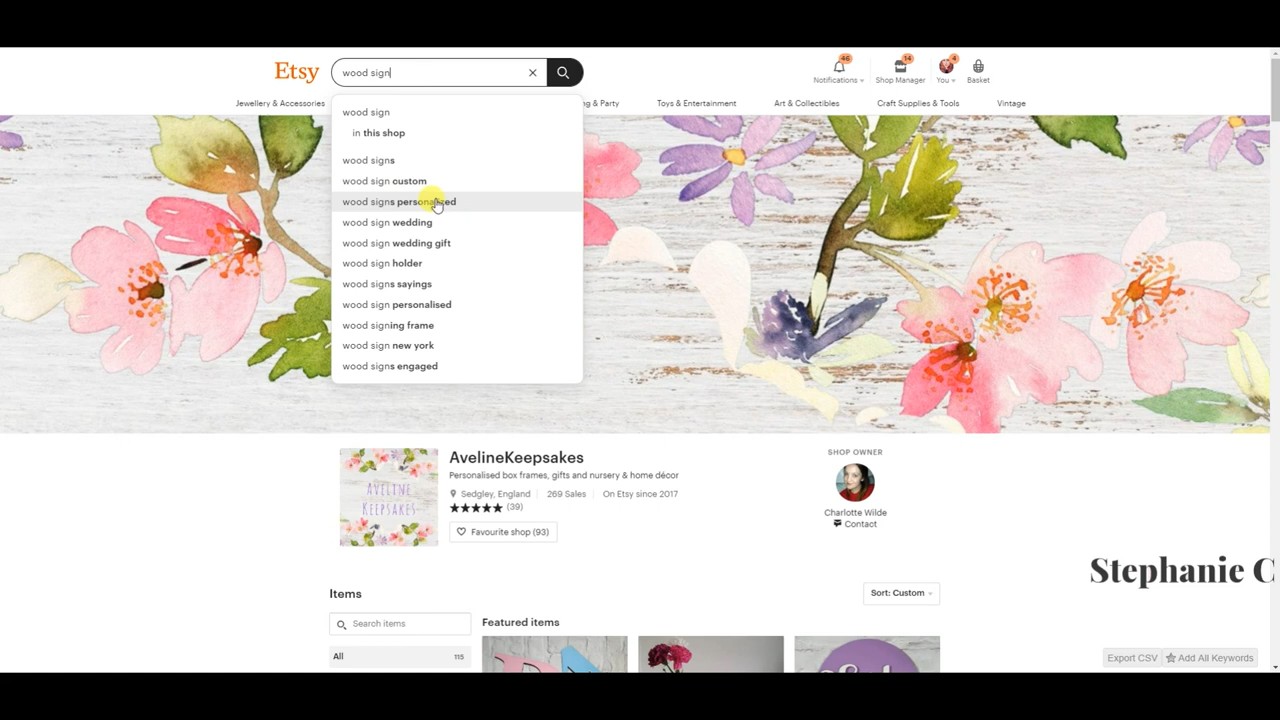 Etsy
wood sign
46
14
4
Notifications
Shop Manager
You
Basket
Jewellery & Accessories
g & Party
Toys & Entertainment
Art & Collectibles
Craft Supplies & Tools
Vintage
wood sign
in this shop
wood signs
wood sign custom
wood signs personalized
wood sign wedding
wood sign wedding gift
wood sign holder
wood signs sayings
wood sign personalised
wood signing frame
wood sign new york
wood signs engaged
AVELINE
KEEPSAKES
AvelineKeepsakes
Personalised box frames, gifts and nursery & home décor
Sedgley, England
269 Sales
On Etsy since 2017
(39)
Favourite shop (93)
SHOP OWNER
Charlotte Wilde
Contact
Stephanie C
Items
Sort: Custom
Search items
Featured items
All
115
Export CSV
Add All Keywords